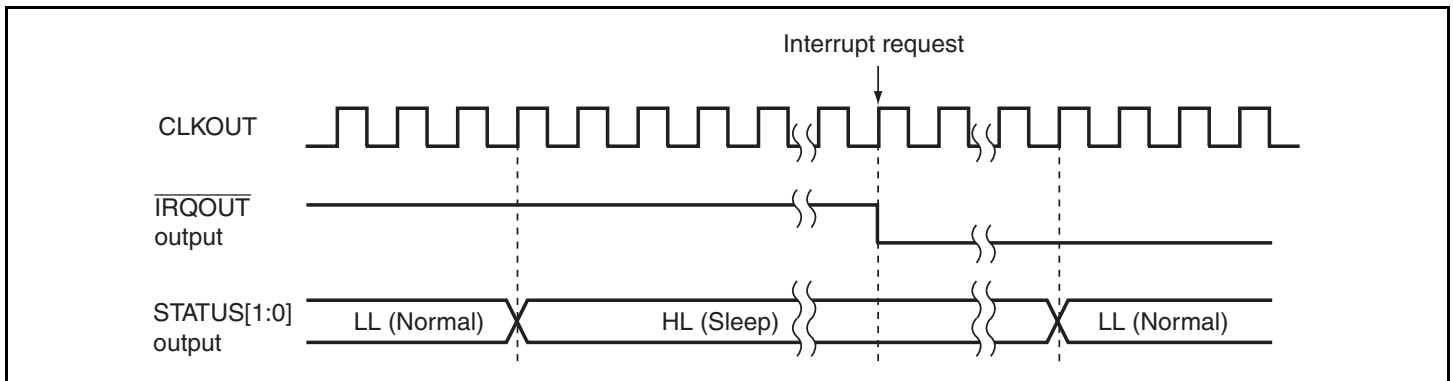 Interrupt request
CLKOUT
IRQOUT
output
STATUS[1:0]
output
LL (Normal)
HL (Sleep)
LL (Normal)